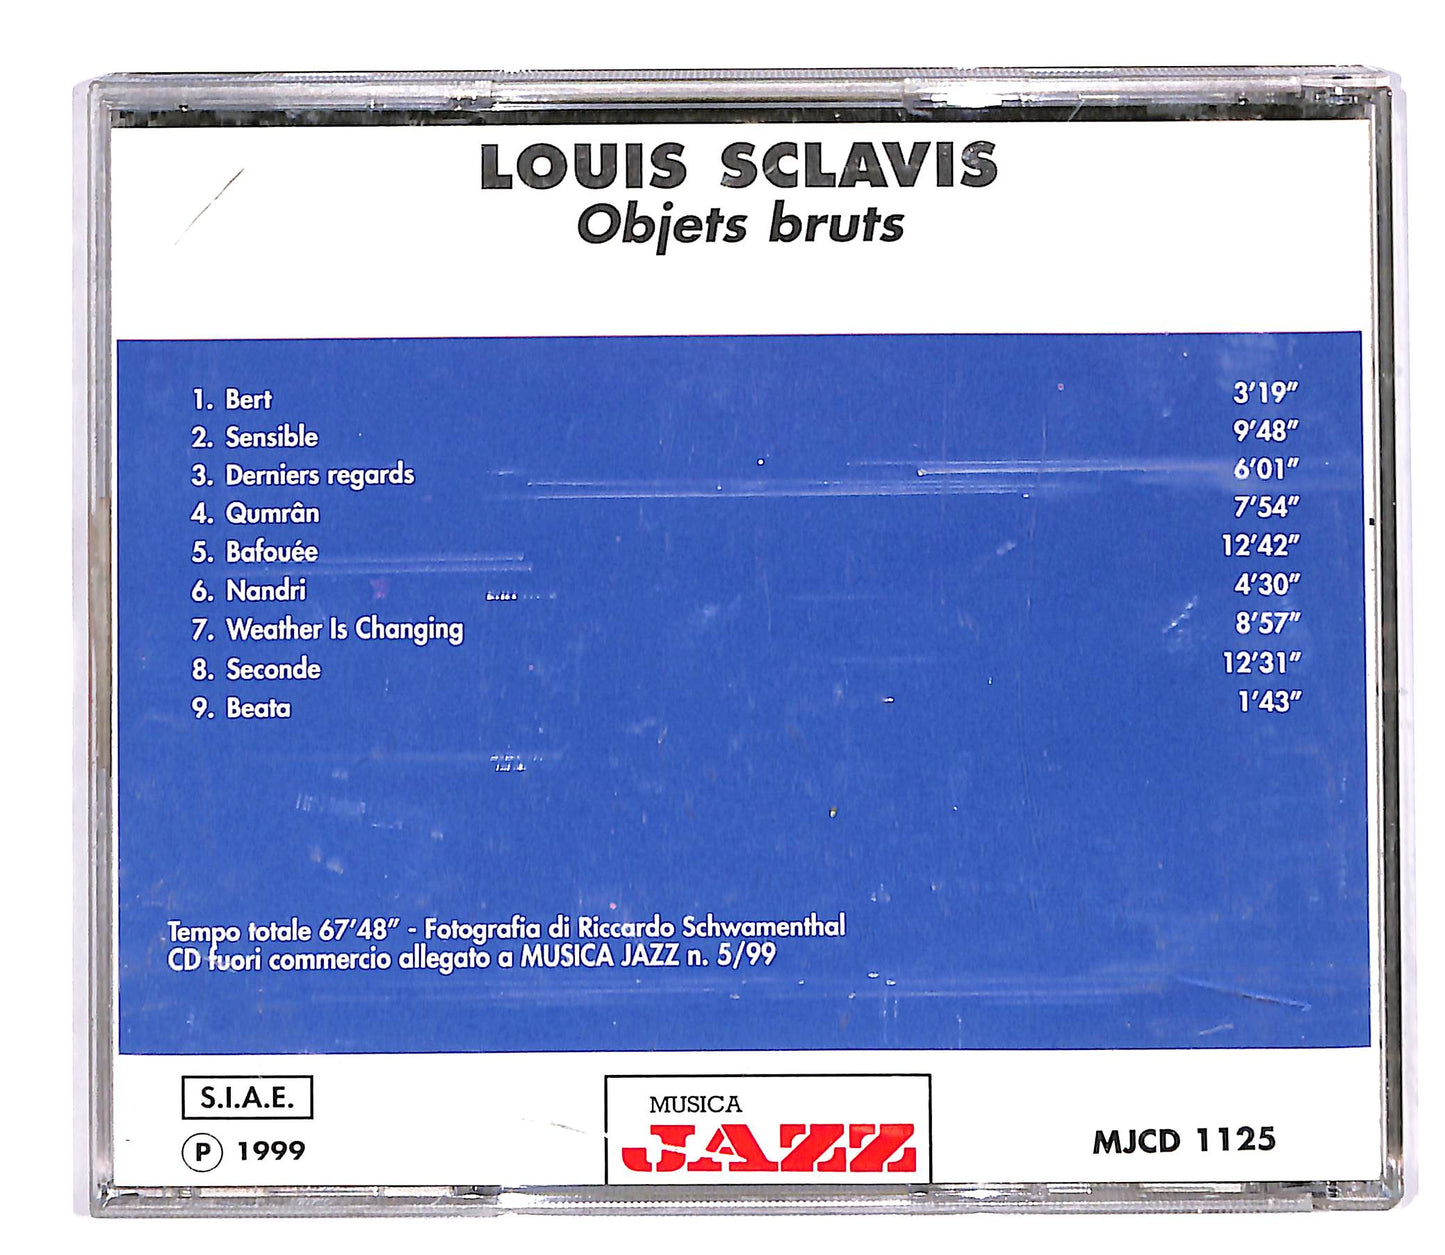 LOUIS SCLAVIS
Objets bruts
1. Bert 3'19"
2. Sensible 9'48"
3. Derniers regards 6'01"
4. Qumrân 7'54"
5. Bafouée 12'42"
6. Nandri 4'30"
7. Weather Is Changing 8'57"
8. Seconde 12'31"
9. Beata 1'43"
Tempo totale 67'48" - Fotografia di Riccardo Schwamenthal
CD fuori commercio allegato a MUSICA JAZZ n. 5/99
S.I.A.E.
℗ 1999
MUSICA
JAZZ
MJCD 1125